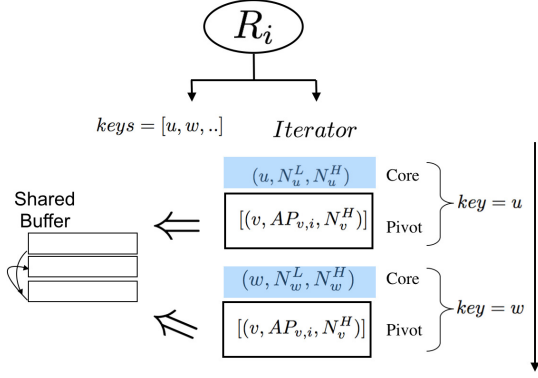 R_i
keys = [u, w, ..]
Iterator
(u, N_u^L, N_u^H) Core
[(v, AP_{v,i}, N_v^H)] Pivot
key = u
Shared
Buffer
(w, N_w^L, N_w^H) Core
[(v, AP_{v,i}, N_v^H)] Pivot
key = w